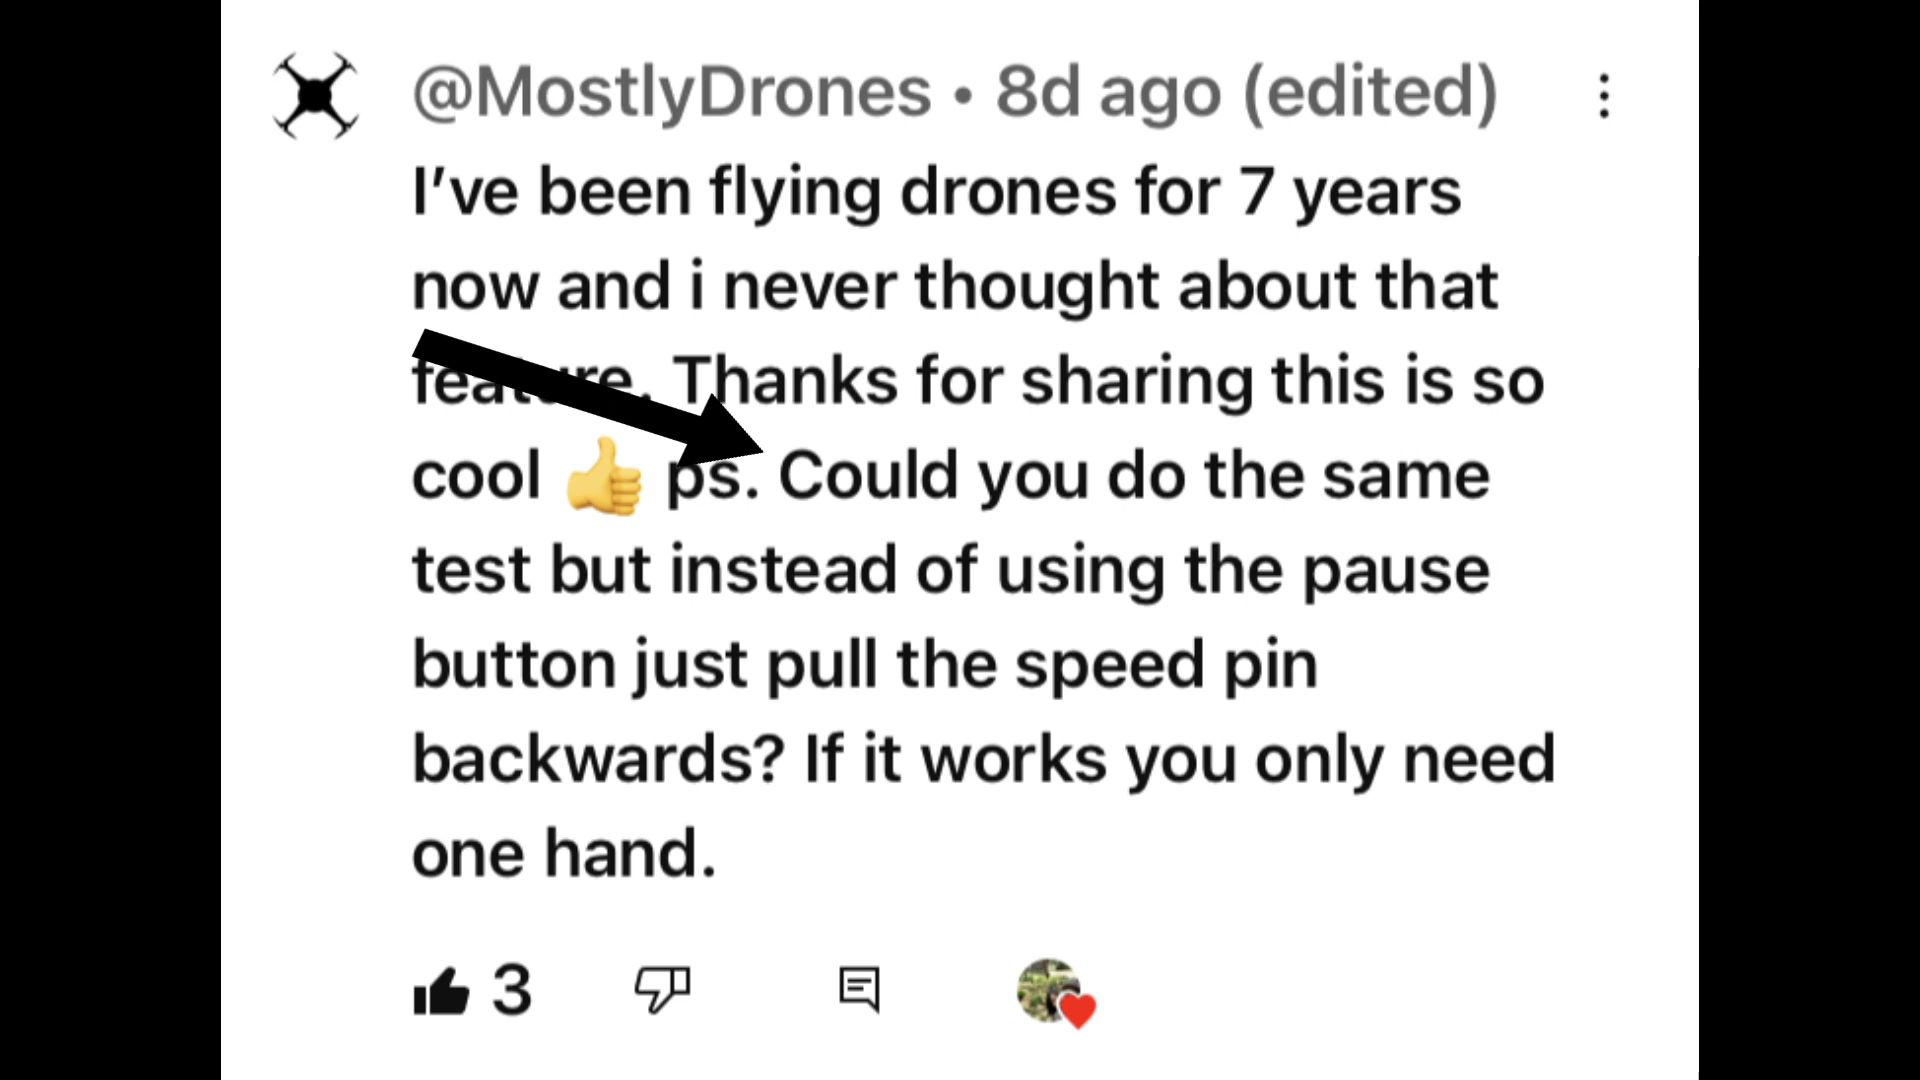 @MostlyDrones • 8d ago (edited)
I’ve been flying drones for 7 years
now and i never thought about that
feature. Thanks for sharing this is so
cool 👍 ps. Could you do the same
test but instead of using the pause
button just pull the speed pin
backwards? If it works you only need
one hand.
3